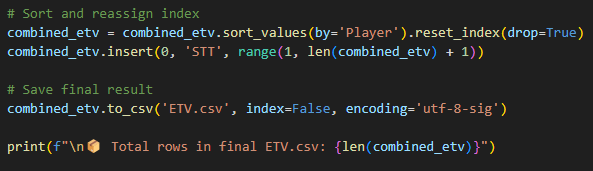 # Sort and reassign index
combined_etv = combined_etv.sort_values(by='Player').reset_index(drop=True)
combined_etv.insert(0, 'STT', range(1, len(combined_etv) + 1))
# Save final result
combined_etv.to_csv('ETV.csv', index=False, encoding='utf-8-sig')
print(f"\n📦 Total rows in final ETV.csv: {len(combined_etv)}")